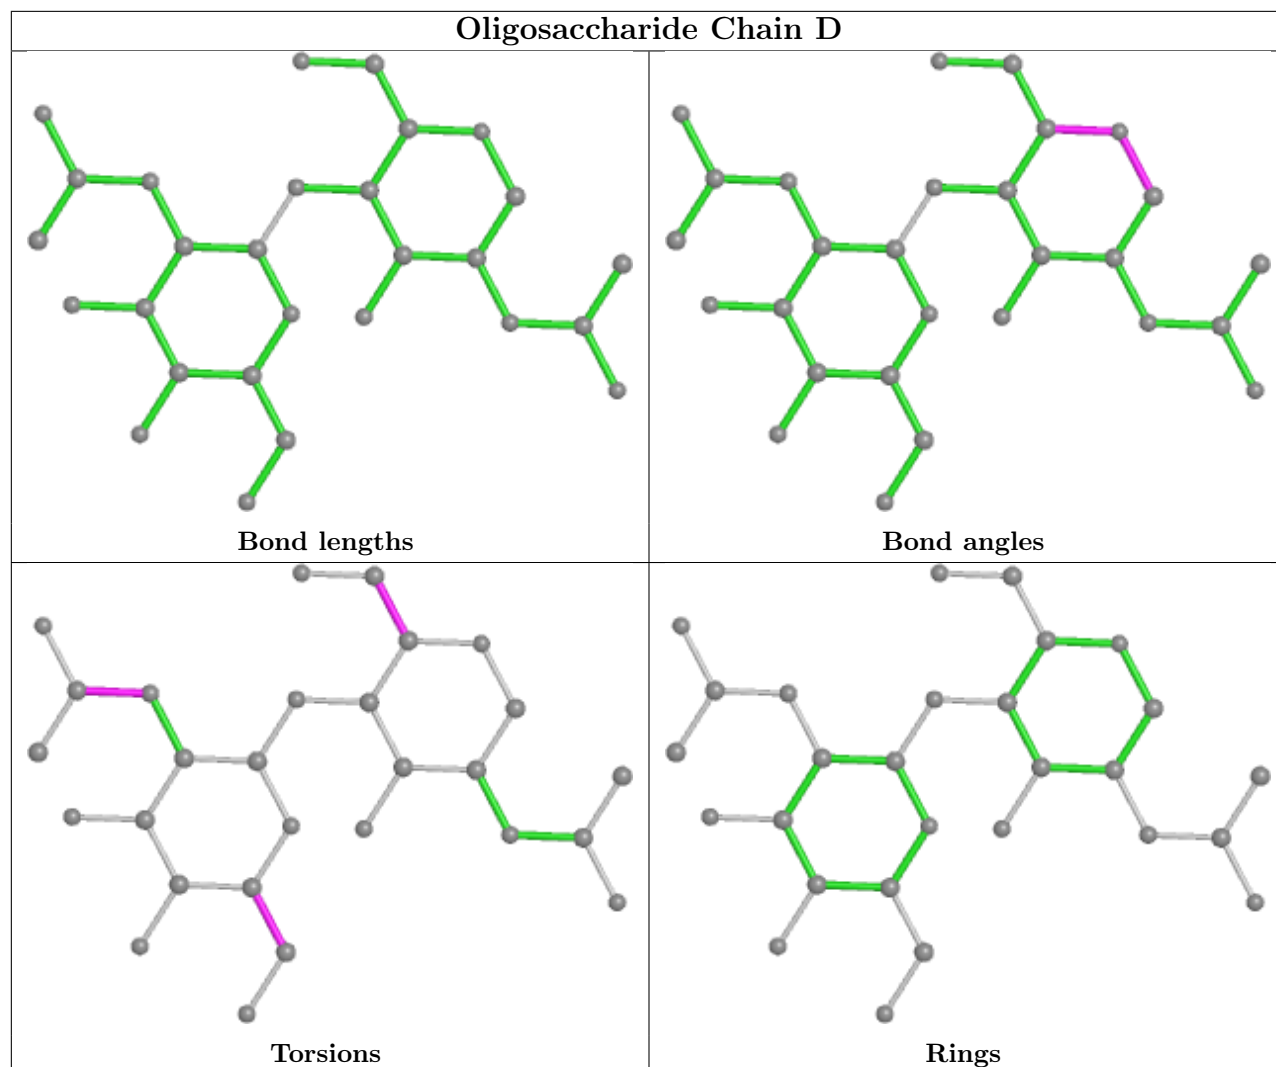 Oligosaccharide Chain D
Bond lengths
Bond angles
Torsions
Rings